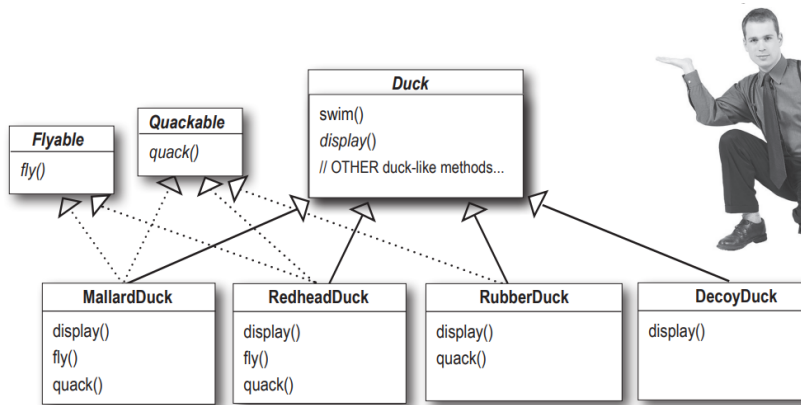 Duck
swim()
display()
// OTHER duck-like methods...
Quackable
quack()
Flyable
fly()
MallardDuck
display()
fly()
quack()
RedheadDuck
display()
fly()
quack()
RubberDuck
display()
quack()
DecoyDuck
display()